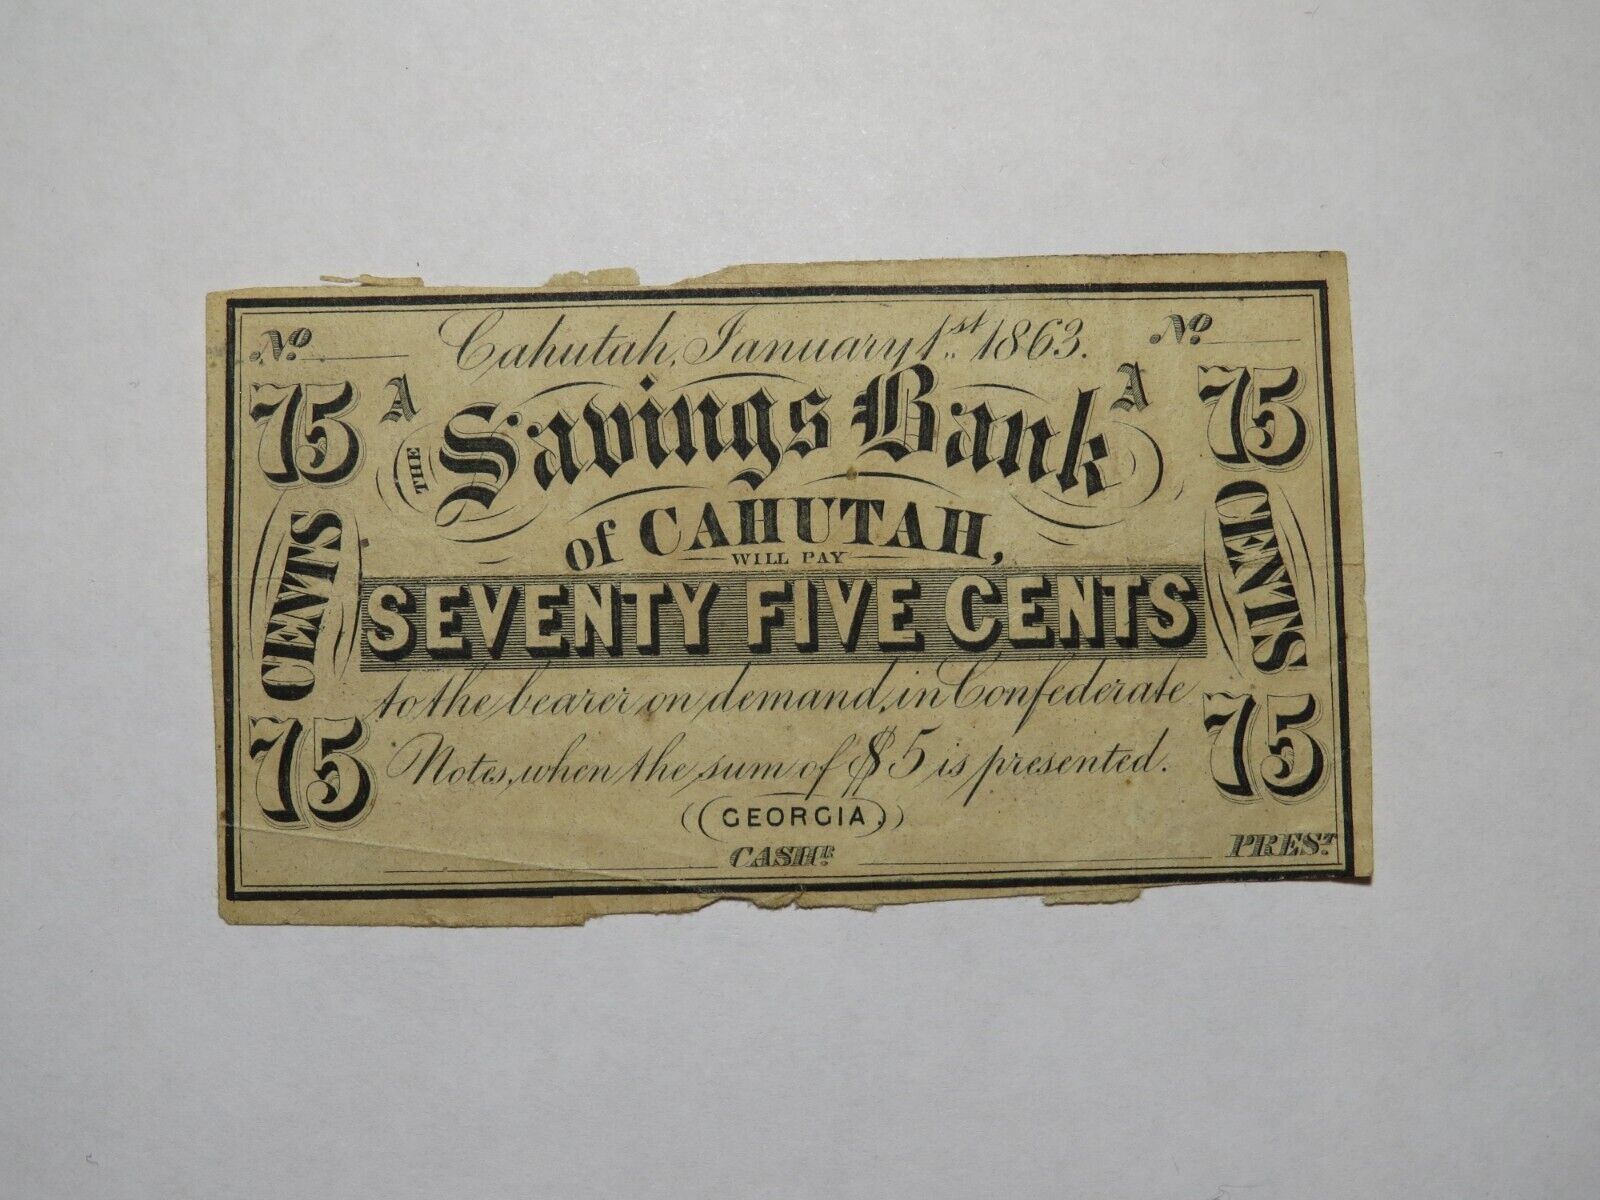 No. No.
Cahutah, January 1st 1863.
75 A A 75
THE Savings Bank
of CAHUTAH,
WILL PAY
CENTS SEVENTY FIVE CENTS CENTS
to the bearer on demand, in Confederate
75 Notes, when the sum of $5 is presented. 75
GEORGIA.
CASHR. PREST.